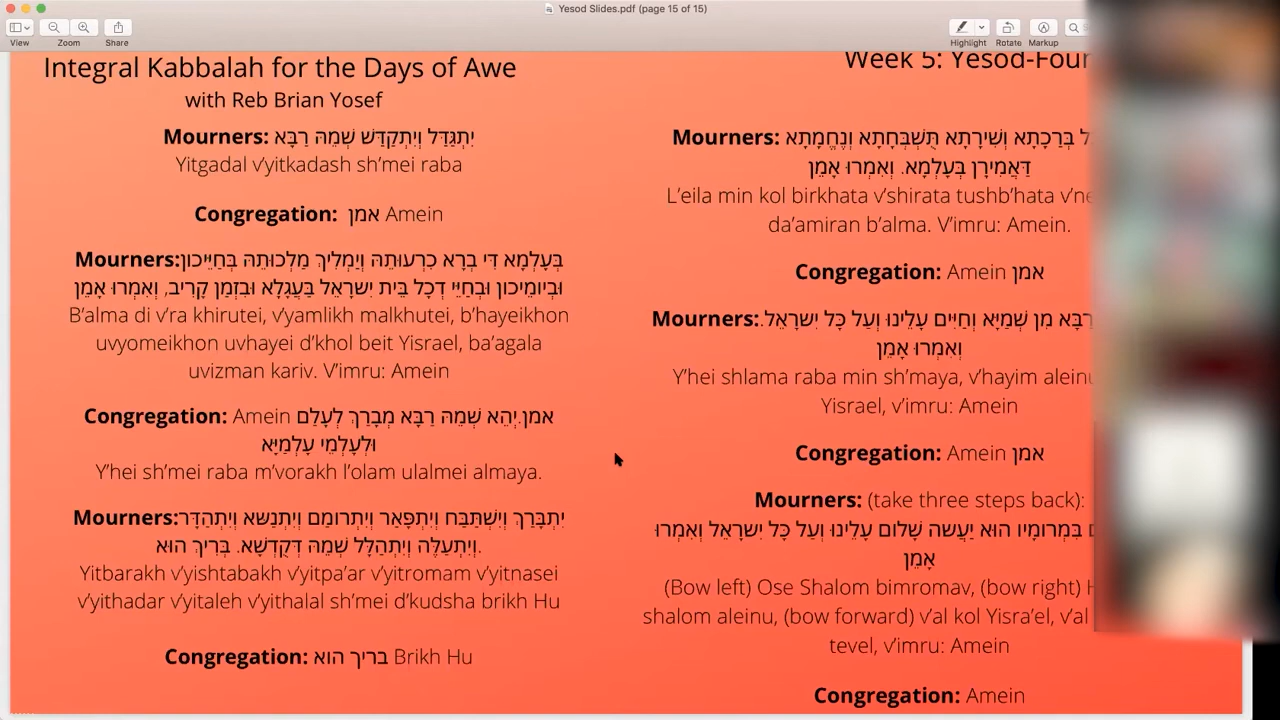 Yesod Slides.pdf (page 15 of 15)
View
Zoom
Share
Highlight
Rotate
Markup
Integral Kabbalah for the Days of Awe
with Reb Brian Yosef
Mourners: יִתְגַּדַּל וְיִתְקַדַּשׁ שְׁמֵהּ רַבָּא
Yitgadal v’yitkadash sh’mei raba
Congregation: אמן Amein
Mourners:בְּעָלְמָא דִּי בְרָא כִרְעוּתֵהּ וְיַמְלִיךְ מַלְכוּתֵהּ בְּחַיֵּיכוֹן
וּבְיוֹמֵיכוֹן וּבְחַיֵּי דְכָל בֵּית יִשְׂרָאֵל בַּעֲגָלָא וּבִזְמַן קָרִיב, וְאִמְרוּ אָמֵן
B’alma di v’ra khirutei, v’yamlikh malkhutei, b’hayeikhon
uvyomeikhon uvhayei d’khol beit Yisrael, ba’agala
uvizman kariv. V’imru: Amein
Congregation: Amein אמן.יְהֵא שְׁמֵהּ רַבָּא מְבָרַךְ לְעָלַם
וּלְעָלְמֵי עָלְמַיָּא
Y’hei sh’mei raba m’vorakh l’olam ulalmei almaya.
Mourners:יִתְבָּרַךְ וְיִשְׁתַּבַּח וְיִתְפָּאַר וְיִתְרוֹמַם וְיִתְנַשֵּׂא וְיִתְהַדָּר
וְיִתְעַלֶּה וְיִתְהַלָּל שְׁמֵהּ דְּקֻדְשָׁא. בְּרִיךְ הוּא.
Yitbarakh v’yishtabakh v’yitpa’ar v’yitromam v’yitnasei
v’yithadar v’yitaleh v’yithalal sh’mei d’kudsha brikh Hu
Congregation: בריך הוא Brikh Hu
Week 5: Yesod-Four
Mourners: בִּרְכָתָא וְשִׁירָתָא תֻּשְׁבְּחָתָא וְנֶחֱמָתָא
דַּאֲמִירָן בְּעָלְמָא. וְאִמְרוּ אָמֵן
L’eila min kol birkhata v’shirata tushb’hata
da’amiran b’alma. V’imru: Amein.
Congregation: Amein אמן
Mourners:רַבָּא מִן שְׁמַיָּא וְחַיִּים עָלֵינוּ וְעַל כָּל יִשְׂרָאֵל.
וְאִמְרוּ אָמֵן
Y’hei shlama raba min sh’maya, v’hayim
Yisrael, v’imru: Amein
Congregation: Amein אמן
Mourners: (take three steps back):
בִּמְרוֹמָיו הוּא יַעֲשֶׂה שָׁלוֹם עָלֵינוּ וְעַל כָּל יִשְׂרָאֵל וְאִמְרוּ
אָמֵן
(Bow left) Ose Shalom bimromav, (bow right)
shalom aleinu, (bow forward) v’al kol Yisra’el, v’al
tevel, v’imru: Amein
Congregation: Amein